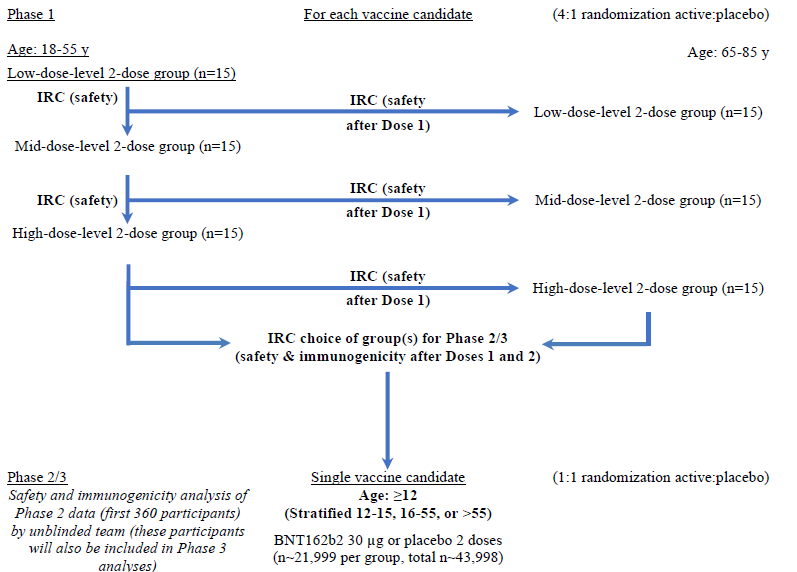 Phase 1
For each vaccine candidate
(4:1 randomization active:placebo)
Age: 18-55 y
Age: 65-85 y
Low-dose-level 2-dose group (n=15)
IRC (safety)
IRC (safety
after Dose 1)
Low-dose-level 2-dose group (n=15)
Mid-dose-level 2-dose group (n=15)
IRC (safety)
IRC (safety
after Dose 1)
Mid-dose-level 2-dose group (n=15)
High-dose-level 2-dose group (n=15)
IRC (safety
after Dose 1)
High-dose-level 2-dose group (n=15)
IRC choice of group(s) for Phase 2/3
(safety & immunogenicity after Doses 1 and 2)
Phase 2/3
Single vaccine candidate
(1:1 randomization active:placebo)
Safety and immunogenicity analysis of
Phase 2 data (first 360 participants)
by unblinded team (these participants
will also be included in Phase 3
analyses)
Age: ≥12
(Stratified 12-15, 16-55, or >55)
BNT162b2 30 µg or placebo 2 doses
(n~21,999 per group, total n~43,998)